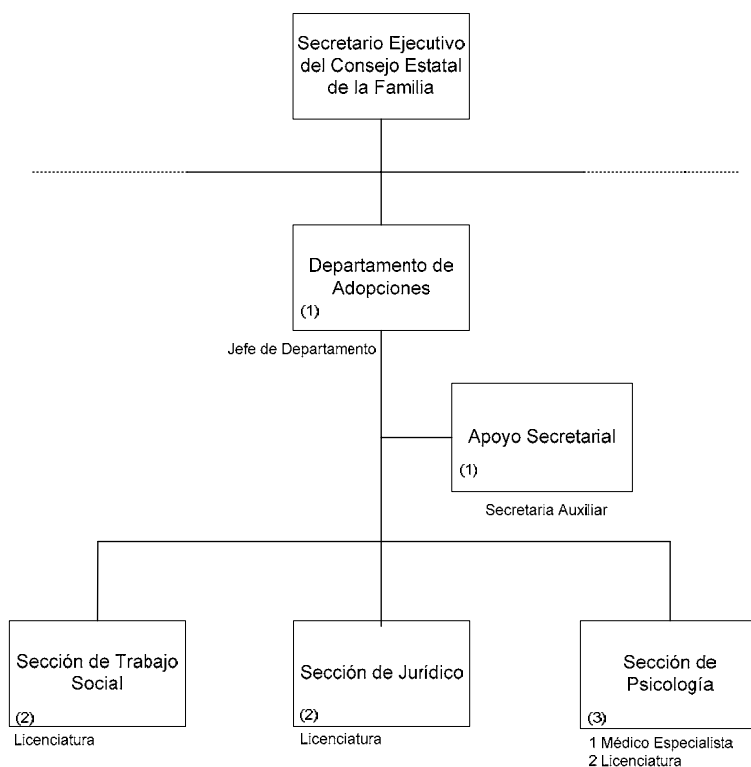 Secretario Ejecutivo
del Consejo Estatal
de la Familia
Departamento de
Adopciones
(1)
Jefe de Departamento
Apoyo Secretarial
(1)
Secretaria Auxiliar
Sección de Trabajo
Social
(2)
Licenciatura
Sección de Jurídico
(2)
Licenciatura
Sección de
Psicología
(3)
1 Médico Especialista
2 Licenciatura